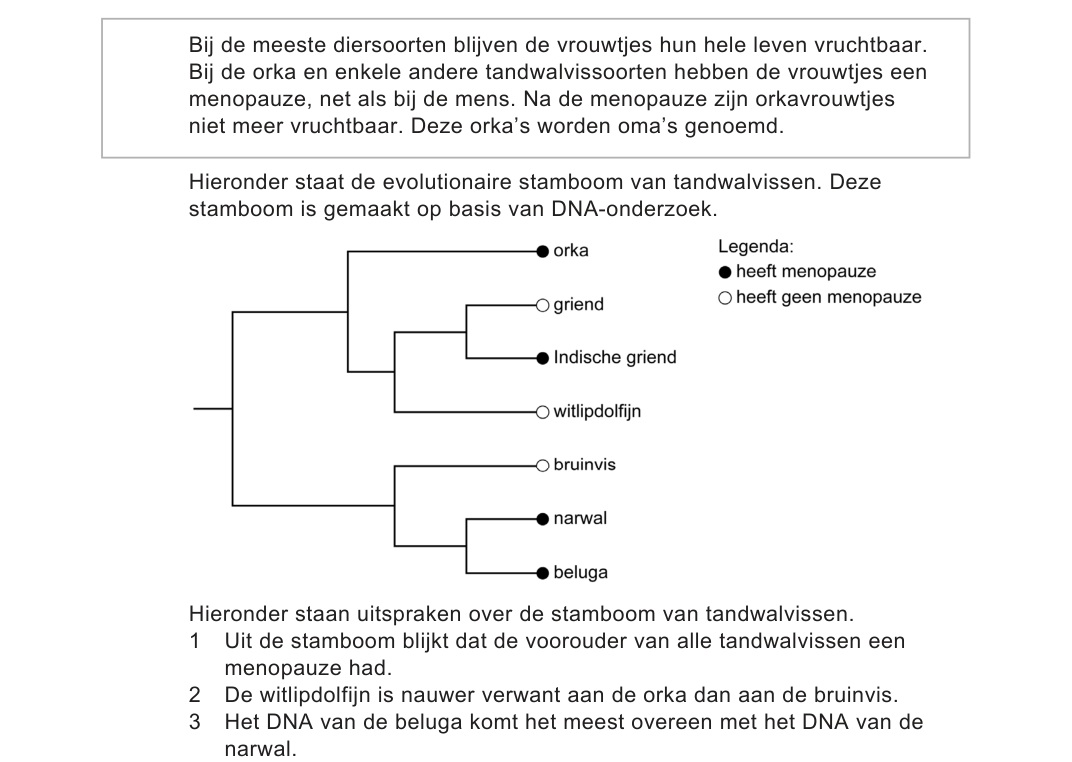 Bij de meeste diersoorten blijven de vrouwtjes hun hele leven vruchtbaar.
Bij de orka en enkele andere tandwalvissoorten hebben de vrouwtjes een
menopauze, net als bij de mens. Na de menopauze zijn orkavrouwtjes
niet meer vruchtbaar. Deze orka's worden oma's genoemd.
Hieronder staat de evolutionaire stamboom van tandwalvissen. Deze
stamboom is gemaakt op basis van DNA-onderzoek.
orka
griend
Indische griend
witlipdolfijn
bruinvis
narwal
beluga
Legenda:
heeft menopauze
heeft geen menopauze
Hieronder staan uitspraken over de stamboom van tandwalvissen.
1 Uit de stamboom blijkt dat de voorouder van alle tandwalvissen een
menopauze had.
2 De witlipdolfijn is nauwer verwant aan de orka dan aan de bruinvis.
3 Het DNA van de beluga komt het meest overeen met het DNA van de
narwal.